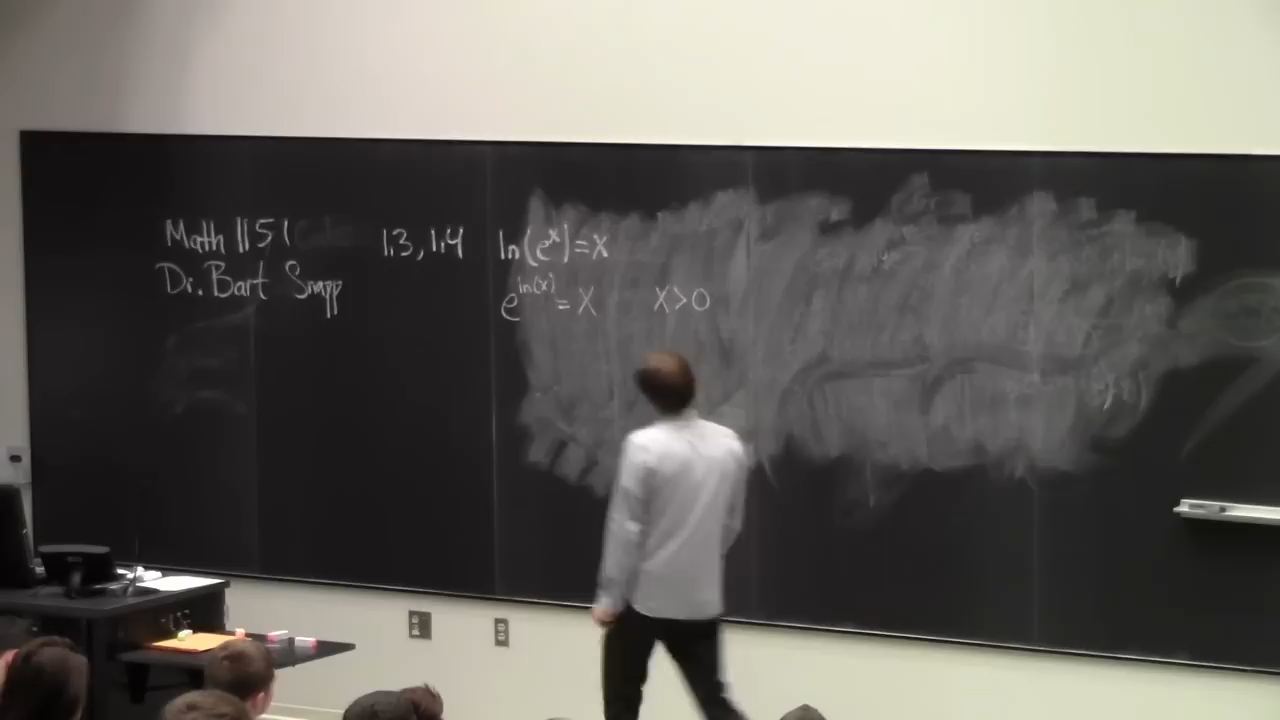 Math 1151
Dr. Bart Snapp
1.3, 1.4
ln(e^x)=x
e^ln(x) = x x>0